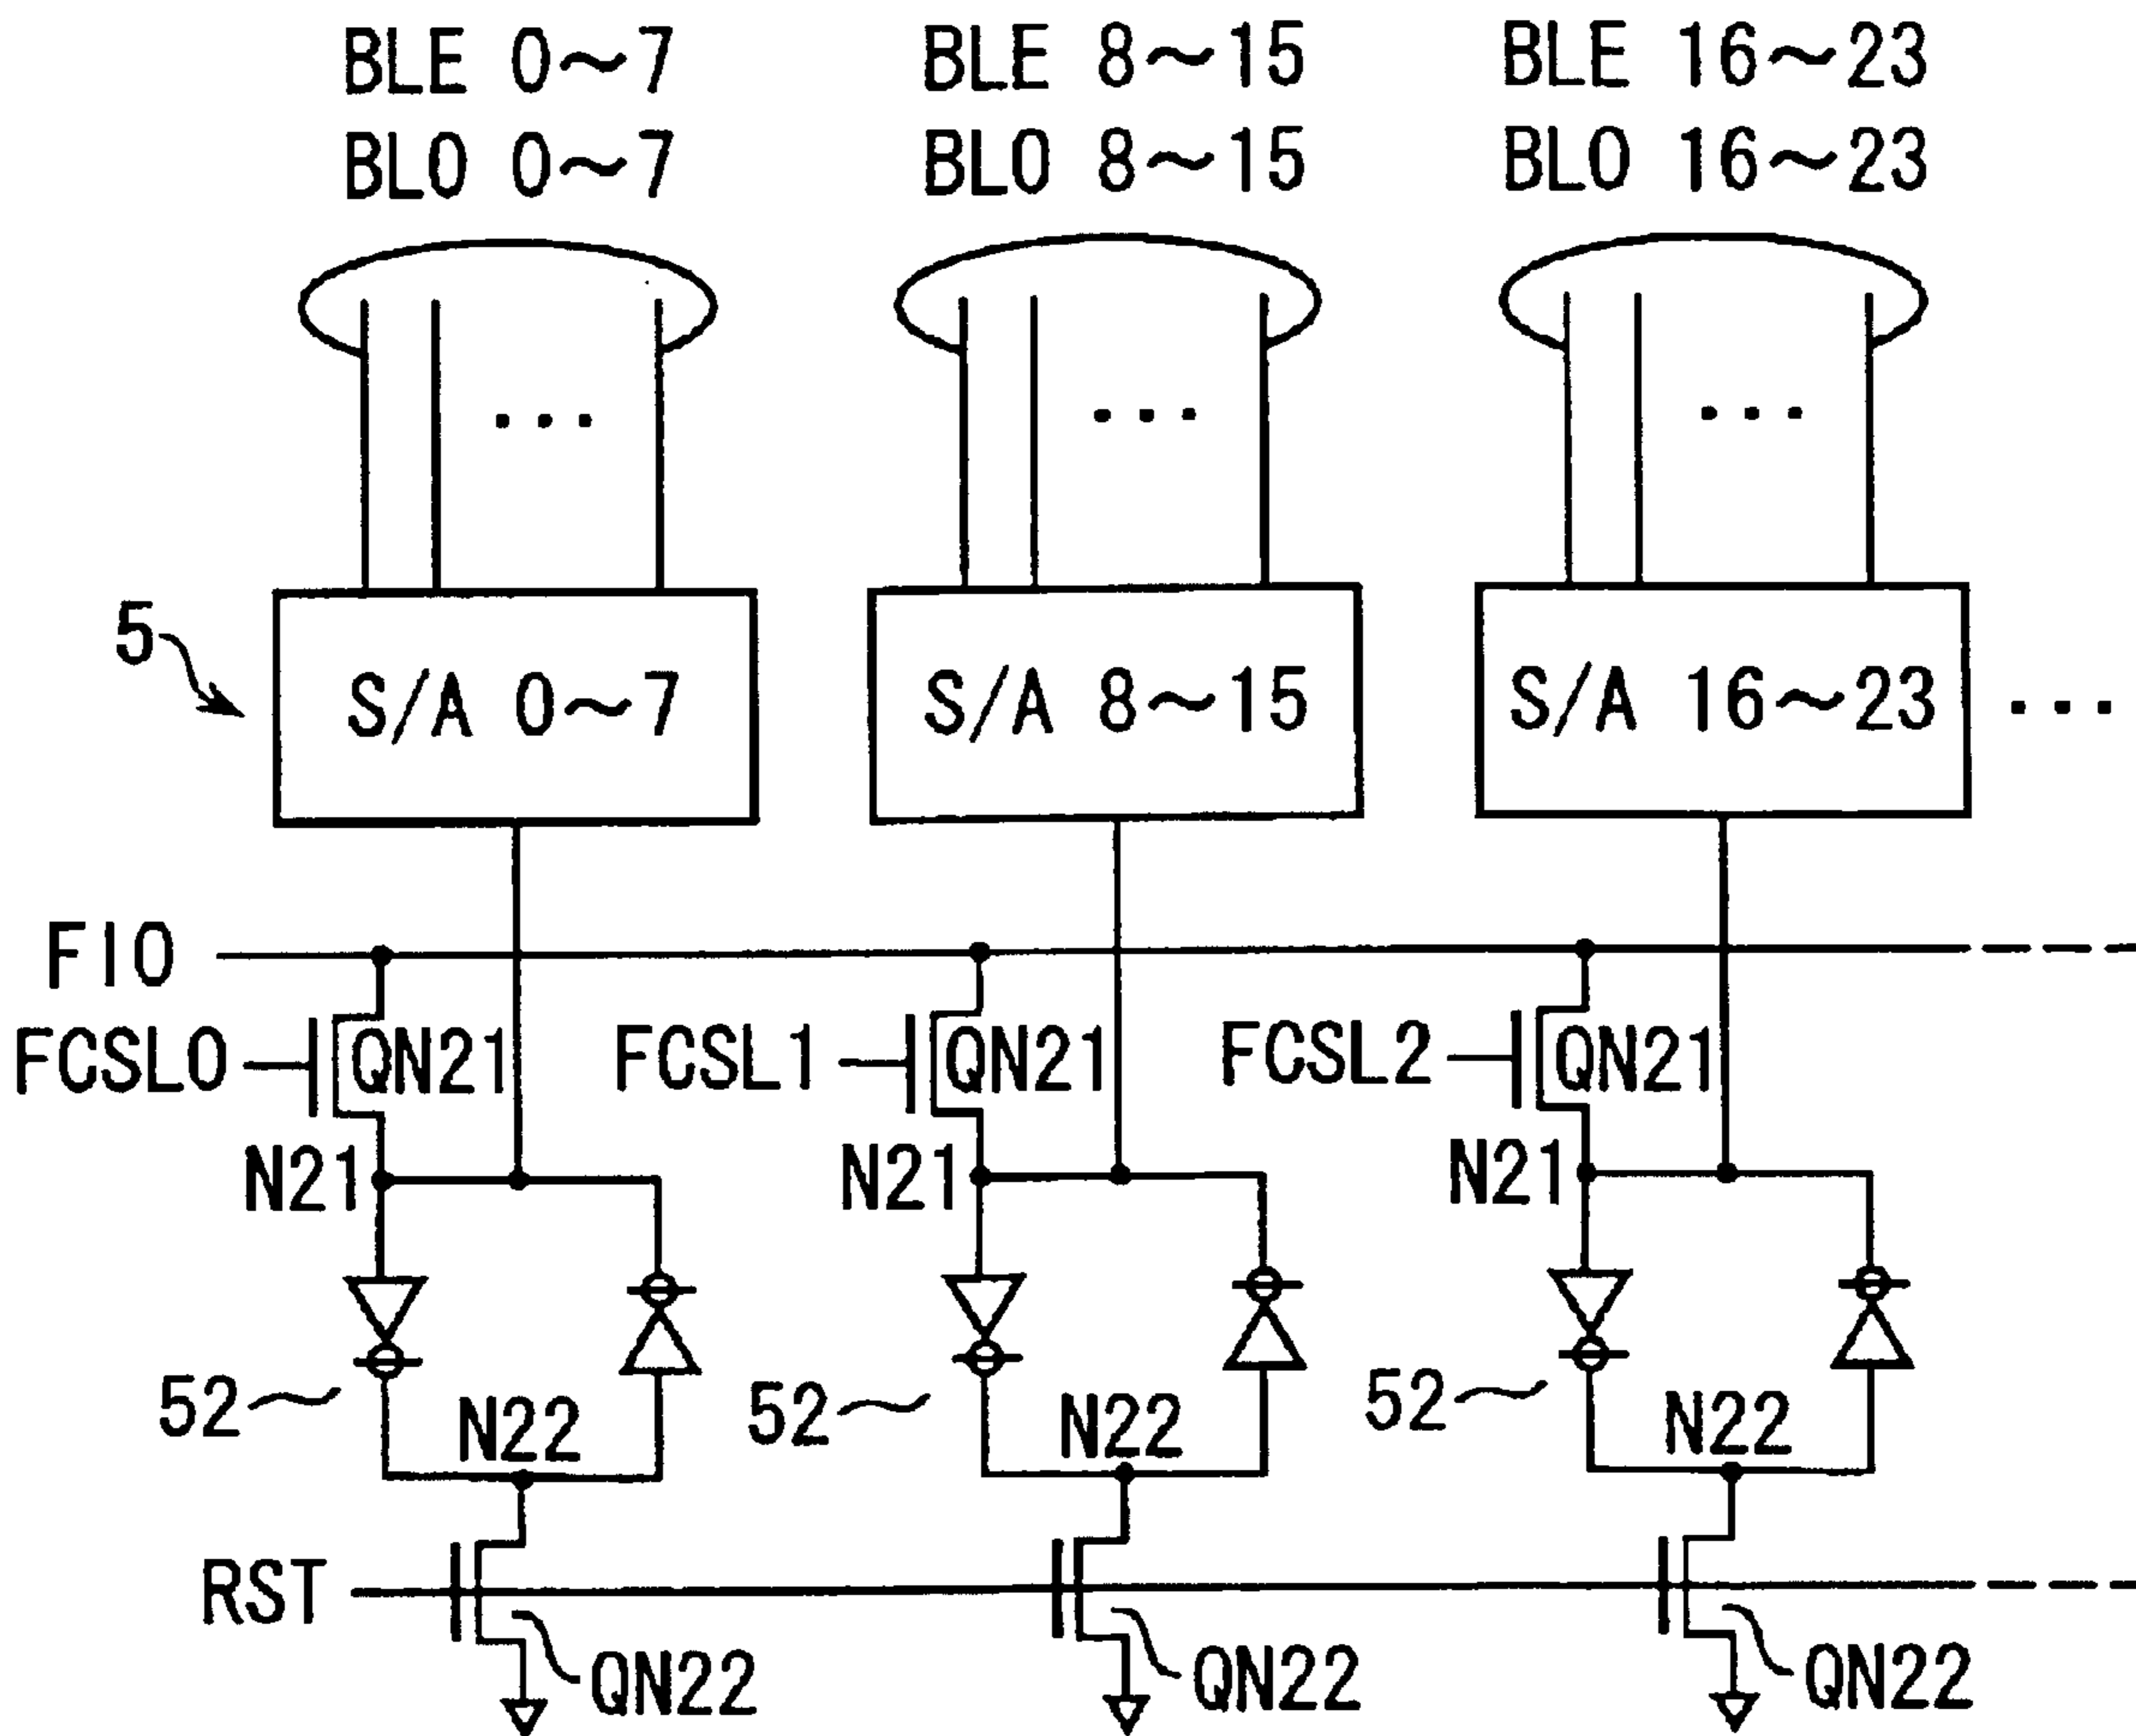 BLE 0~7 BLE 8~15 BLE 16~23
BLO 0~7 BLO 8~15 BLO 16~23
5
S/A 0~7 S/A 8~15 S/A 16~23 ...
FIO
FCSL0 QN21 FCSL1 QN21 FCSL2 QN21
N21 N21 N21
52 N22 52 N22 52 N22
RST
QN22 QN22 QN22